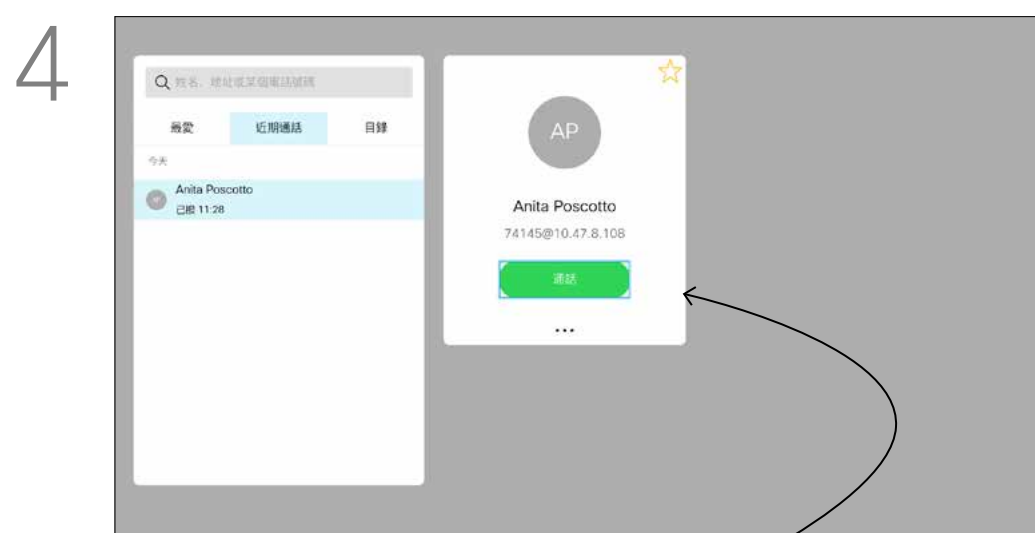 4
姓名、地址或某個電話號碼
最愛 近期通話 目錄
今天
Anita Poscotto
已撥 11:28
AP
Anita Poscotto
74145@10.47.8.108
通話